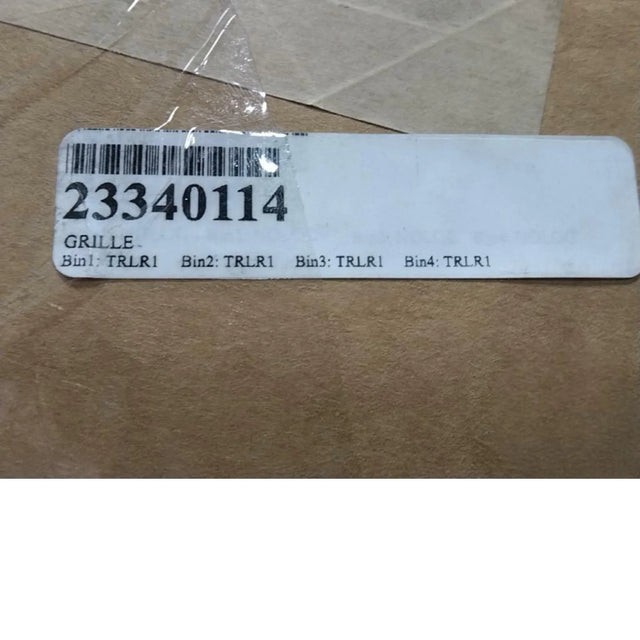 23340114
GRILLE
Bin1: TRLR1 Bin2: TRLR1 Bin3: TRLR1 Bin4: TRLR1